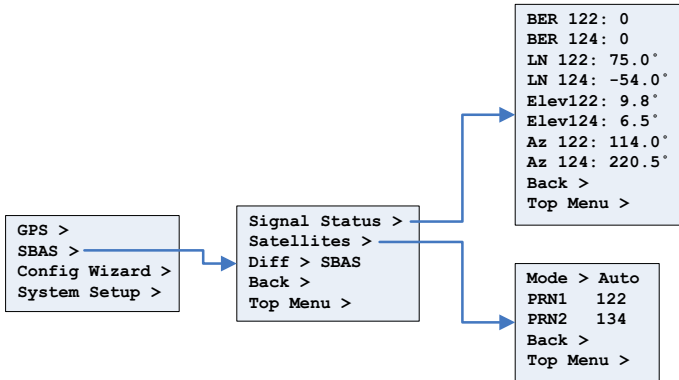 GPS >
SBAS >
Config Wizard >
System Setup >
Signal Status >
Satellites >
Diff > SBAS
Back >
Top Menu >
BER 122: 0
BER 124: 0
LN 122: 75.0°
LN 124: -54.0°
Elev122: 9.8°
Elev124: 6.5°
Az 122: 114.0°
Az 124: 220.5°
Back >
Top Menu >
Mode > Auto
PRN1 122
PRN2 134
Back >
Top Menu >